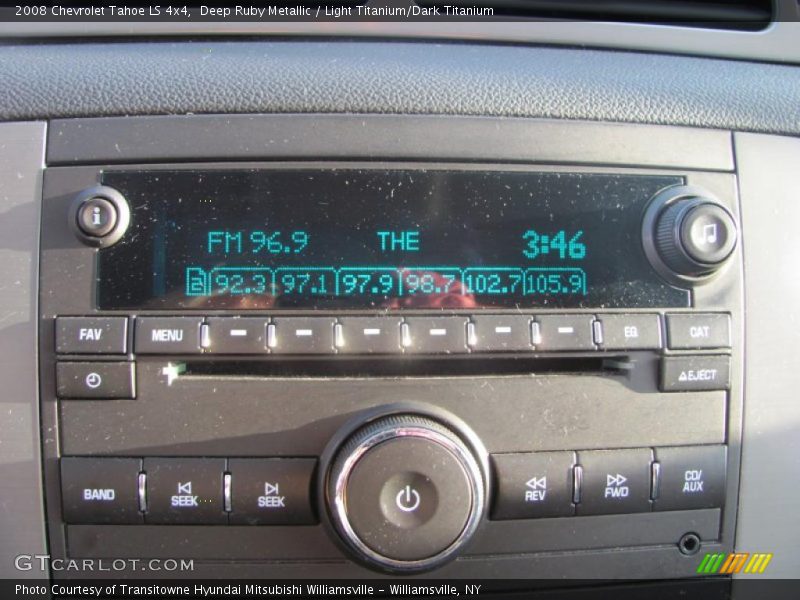 2008 Chevrolet Tahoe LS 4x4, Deep Ruby Metallic / Light Titanium/Dark Titanium
i
FM 96.9 THE 3:46
2 92.3 97.1 97.9 98.7 102.7 105.9
FAV MENU EQ CAT
EJECT
BAND SEEK SEEK REV FWD CD/AUX
GTCARLOT.COM
Photo Courtesy of Transitowne Hyundai Mitsubishi Williamsville – Williamsville, NY